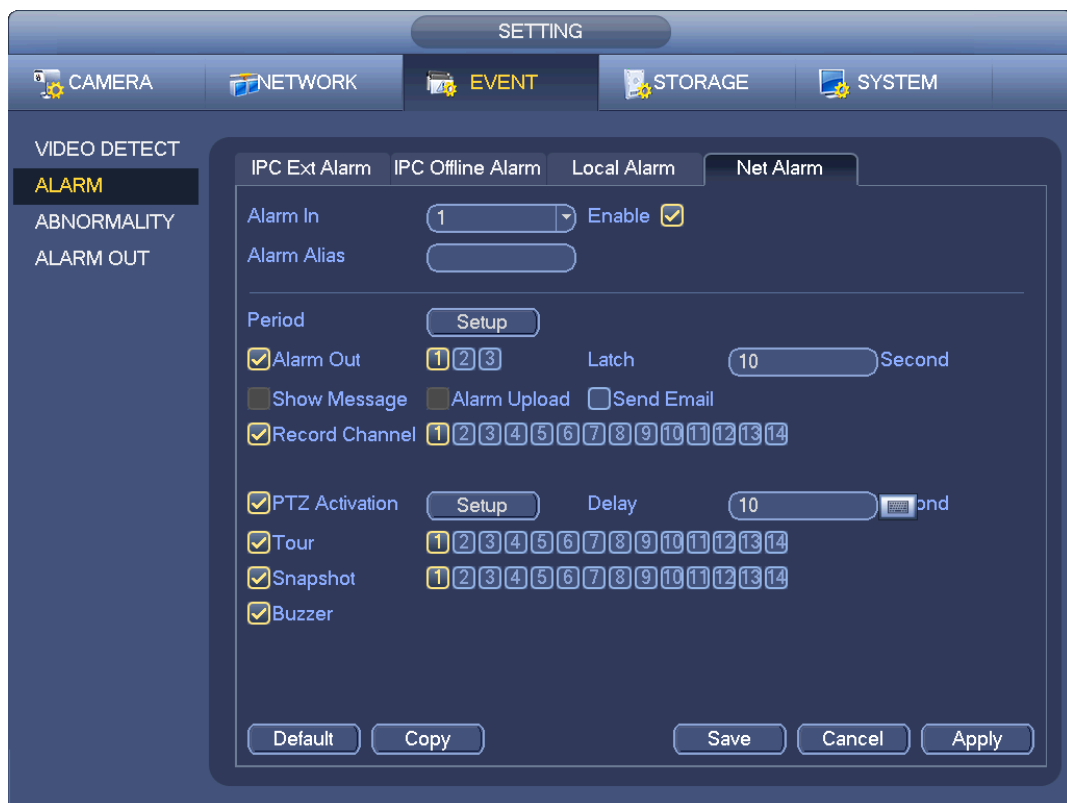 SETTING
CAMERA NETWORK EVENT STORAGE SYSTEM
VIDEO DETECT
ALARM
ABNORMALITY
ALARM OUT
IPC Ext Alarm IPC Offline Alarm Local Alarm Net Alarm
Alarm In 1 Enable
Alarm Alias
Period Setup
Alarm Out 1 2 3 Latch 10 Second
Show Message Alarm Upload Send Email
Record Channel 1 2 3 4 5 6 7 8 9 10 11 12 13 14
PTZ Activation Setup Delay 10 ond
Tour 1 2 3 4 5 6 7 8 9 10 11 12 13 14
Snapshot 1 2 3 4 5 6 7 8 9 10 11 12 13 14
Buzzer
Default Copy Save Cancel Apply